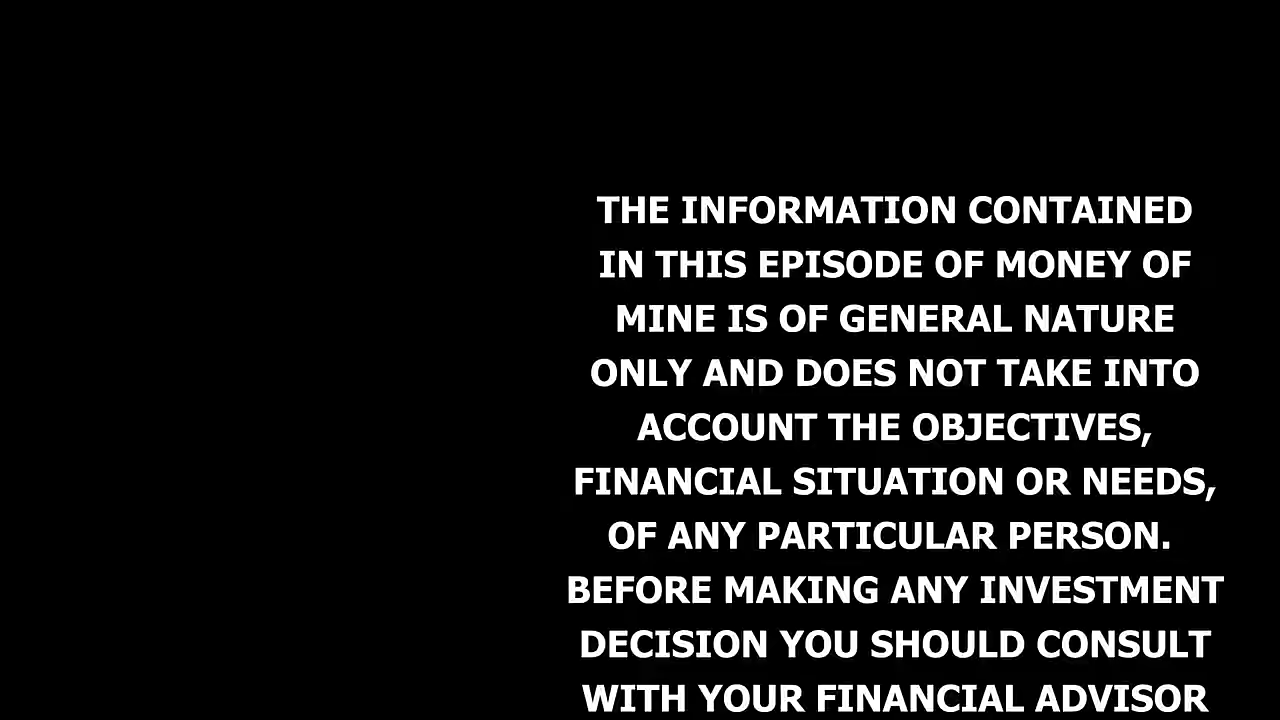 THE INFORMATION CONTAINED
IN THIS EPISODE OF MONEY OF
MINE IS OF GENERAL NATURE
ONLY AND DOES NOT TAKE INTO
ACCOUNT THE OBJECTIVES,
FINANCIAL SITUATION OR NEEDS,
OF ANY PARTICULAR PERSON.
BEFORE MAKING ANY INVESTMENT
DECISION YOU SHOULD CONSULT
WITH YOUR FINANCIAL ADVISOR